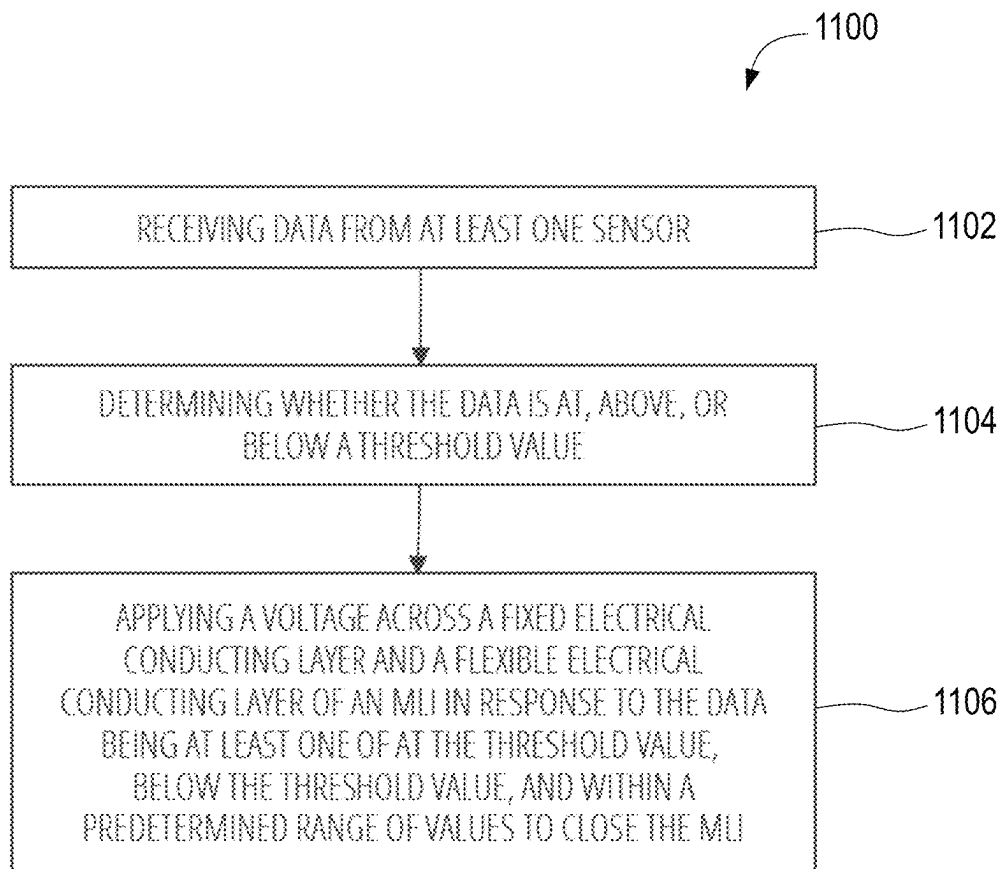 1100
RECEIVING DATA FROM AT LEAST ONE SENSOR
1102
DETERMINING WHETHER THE DATA IS AT, ABOVE, OR
BELOW A THRESHOLD VALUE
1104
APPLYING A VOLTAGE ACROSS A FIXED ELECTRICAL
CONDUCTING LAYER AND A FLEXIBLE ELECTRICAL
CONDUCTING LAYER OF AN MLI IN RESPONSE TO THE DATA
BEING AT LEAST ONE OF AT THE THRESHOLD VALUE,
BELOW THE THRESHOLD VALUE, AND WITHIN A
PREDETERMINED RANGE OF VALUES TO CLOSE THE MLI
1106